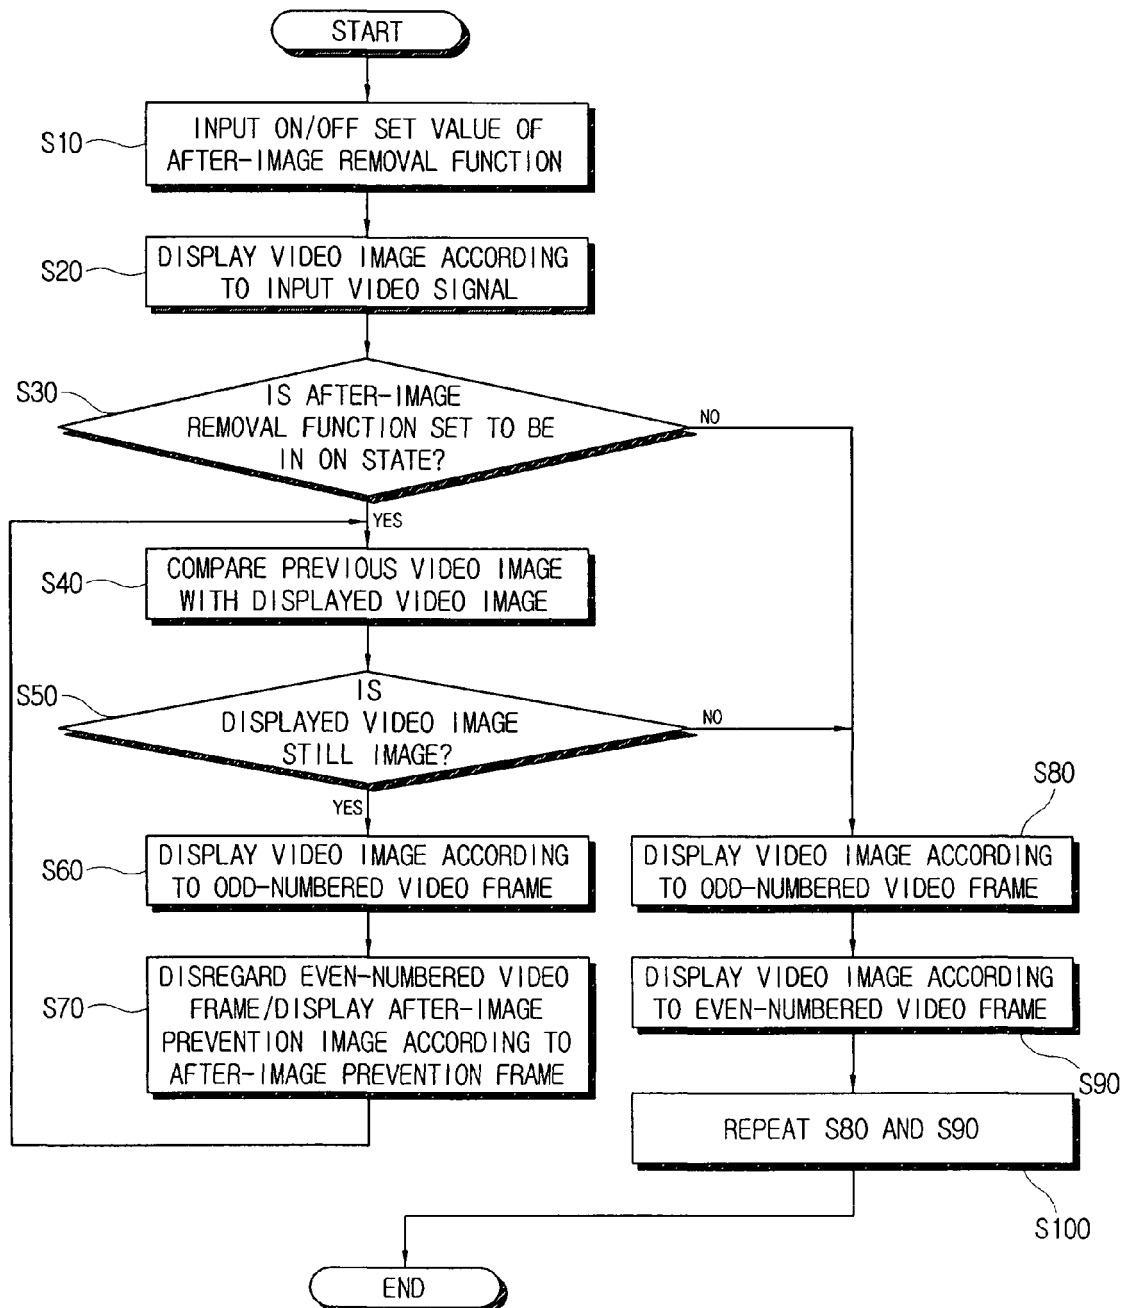 START
S10
INPUT ON/OFF SET VALUE OF
AFTER-IMAGE REMOVAL FUNCTION
S20
DISPLAY VIDEO IMAGE ACCORDING
TO INPUT VIDEO SIGNAL
S30
IS AFTER-IMAGE
REMOVAL FUNCTION SET TO BE
IN ON STATE?
NO
YES
S40
COMPARE PREVIOUS VIDEO IMAGE
WITH DISPLAYED VIDEO IMAGE
S50
IS
DISPLAYED VIDEO IMAGE
STILL IMAGE?
NO
YES
S60
DISPLAY VIDEO IMAGE ACCORDING
TO ODD-NUMBERED VIDEO FRAME
S70
DISREGARD EVEN-NUMBERED VIDEO
FRAME/DISPLAY AFTER-IMAGE
PREVENTION IMAGE ACCORDING TO
AFTER-IMAGE PREVENTION FRAME
S80
DISPLAY VIDEO IMAGE ACCORDING
TO ODD-NUMBERED VIDEO FRAME
DISPLAY VIDEO IMAGE ACCORDING
TO EVEN-NUMBERED VIDEO FRAME
S90
REPEAT S80 AND S90
S100
END